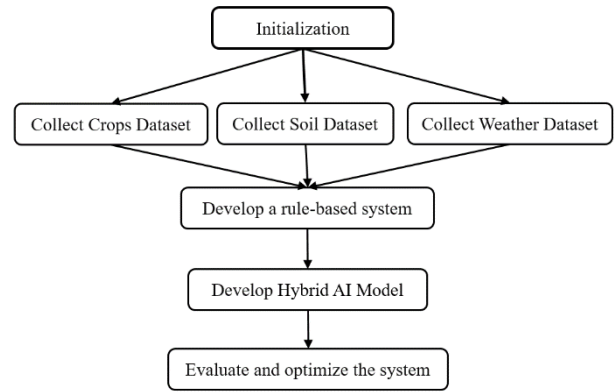 Initialization
Collect Crops Dataset
Collect Soil Dataset
Collect Weather Dataset
Develop a rule-based system
Develop Hybrid AI Model
Evaluate and optimize the system